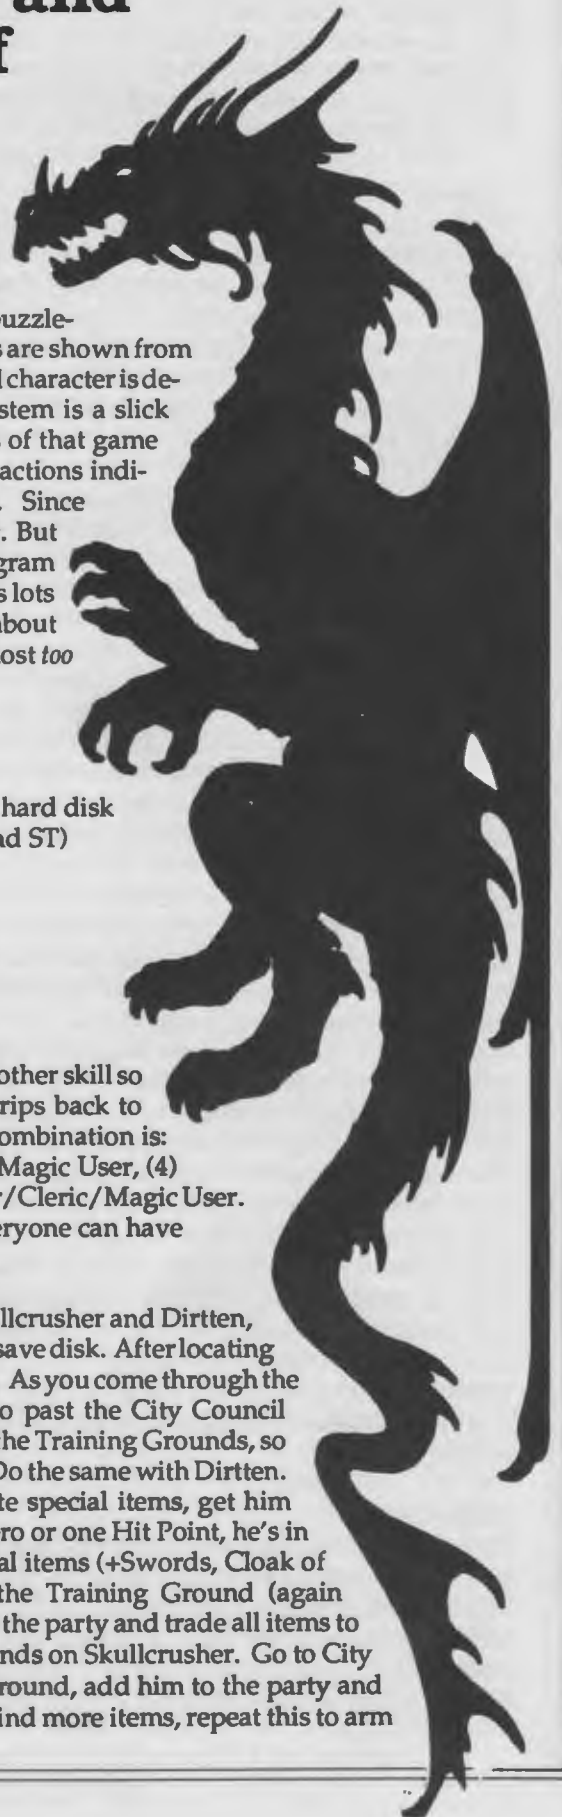 and
f
puzzle-
s are shown from
l character is de-
stem is a slick
of that game
actions indi-
. Since
. But
gram
s lots
about
ost too
hard disk
nd ST)
other skill so
rips back to
ombination is:
Magic User, (4)
r/Cleric/Magic User.
eryone can have
llcrusher and Dirtten,
save disk. After locating
As you come through the
o past the City Council
the Training Grounds, so
Do the same with Dirtten.
te special items, get him
ro or one Hit Point, he's in
al items (+Swords, Cloak of
the Training Ground (again
the party and trade all items to
nds on Skullcrusher. Go to City
round, add him to the party and
ind more items, repeat this to arm